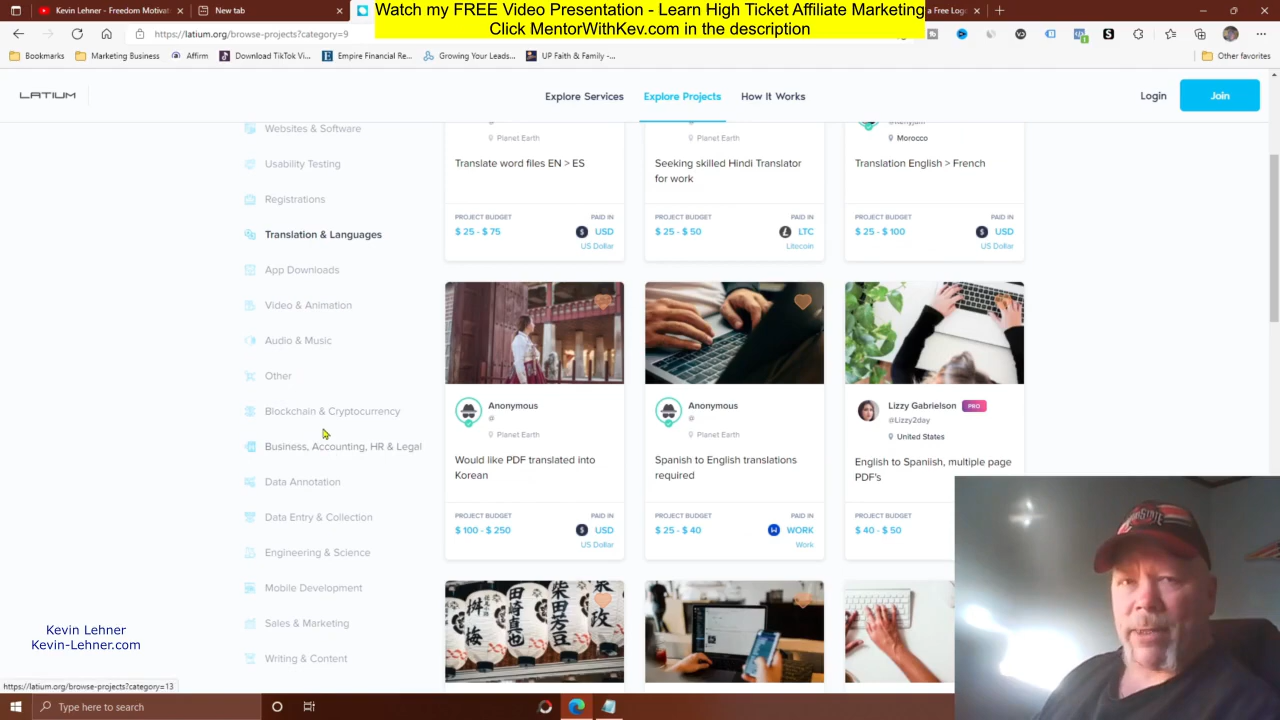 Watch my FREE Video Presentation - Learn High Ticket Affiliate Marketing
Click MentorWithKev.com in the description
Kevin Lehner - Freedom Motivat
New tab
a Free Logo
https://latium.org/browse-projects?category=9
Bookmarks
Marketing Business
Affirm
Download TikTok Vi...
Empire Financial Re...
Growing Your Leads...
UP Faith & Family -...
Other favorites
LATIUM
Explore Services
Explore Projects
How It Works
Login
Join
Websites & Software
Usability Testing
Registrations
Translation & Languages
App Downloads
Video & Animation
Audio & Music
Other
Blockchain & Cryptocurrency
Business, Accounting, HR & Legal
Data Annotation
Data Entry & Collection
Engineering & Science
Mobile Development
Sales & Marketing
Writing & Content
Planet Earth
Translate word files EN > ES
PROJECT BUDGET
PAID IN
$ 25 - $ 75
USD
US Dollar
Planet Earth
Seeking skilled Hindi Translator
for work
PROJECT BUDGET
PAID IN
$ 25 - $ 50
LTC
Litecoin
Morocco
Translation English > French
PROJECT BUDGET
PAID IN
$ 25 - $ 100
USD
US Dollar
Anonymous
@
Planet Earth
Would like PDF translated into
Korean
PROJECT BUDGET
PAID IN
$ 100 - $ 250
USD
US Dollar
Anonymous
@
Planet Earth
Spanish to English translations
required
PROJECT BUDGET
PAID IN
$ 25 - $ 40
WORK
Work
Lizzy Gabrielson PRO
@Lizzy2day
United States
English to Spaniish, multiple page
PDF's
PROJECT BUDGET
$ 40 - $ 50
Kevin Lehner
Kevin-Lehner.com
https://latium.org/browse-projects?category=13
Type here to search